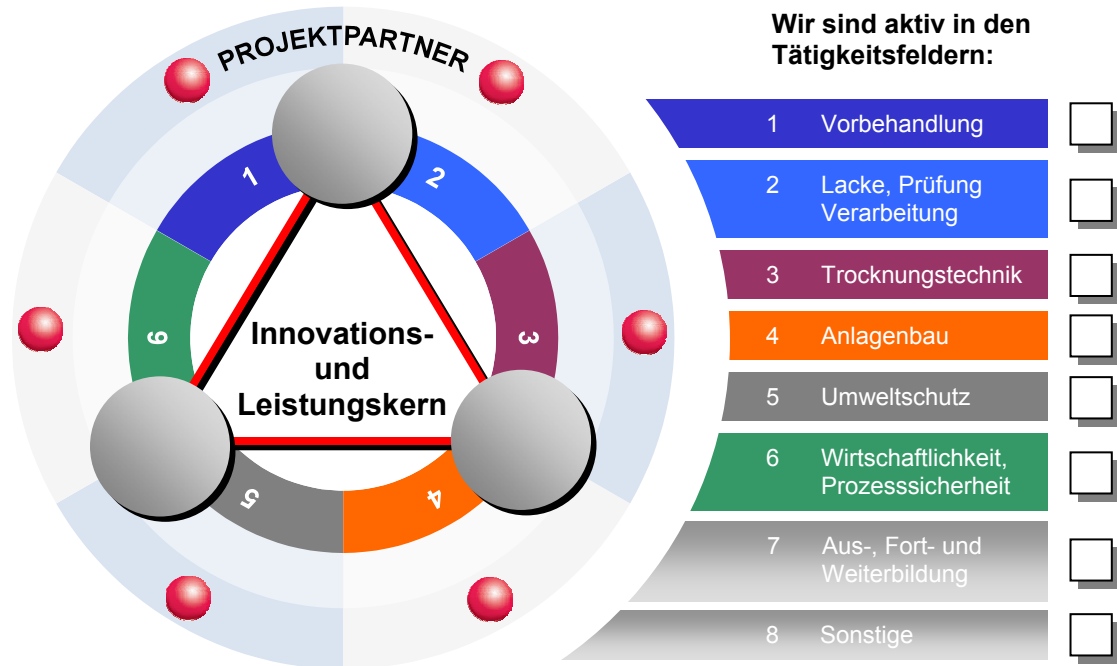 PROJEKTPARTNER
1
2
3
4
5
6
Innovations-
und
Leistungskern
Wir sind aktiv in den
Tätigkeitsfeldern:
1 Vorbehandlung
2 Lacke, Prüfung
Verarbeitung
3 Trocknungstechnik
4 Anlagenbau
5 Umweltschutz
6 Wirtschaftlichkeit,
Prozesssicherheit
7 Aus-, Fort- und
Weiterbildung
8 Sonstige